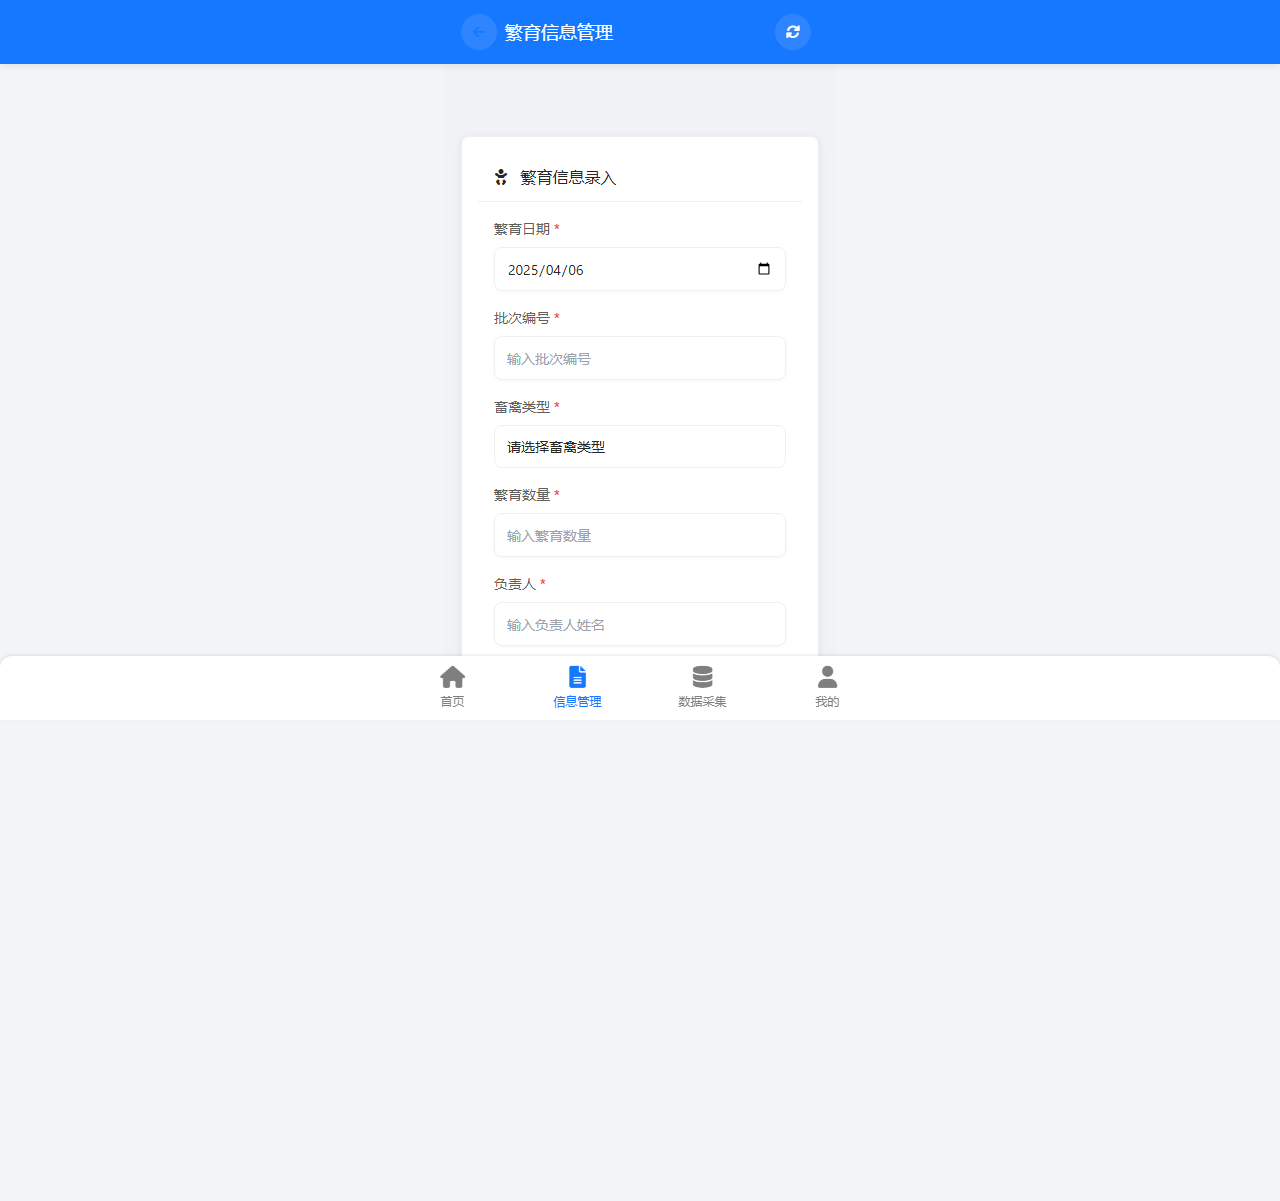 繁育信息管理
繁育信息录入
繁育日期 *
2025/04/06
批次编号 *
输入批次编号
畜禽类型 *
请选择畜禽类型
繁育数量 *
输入繁育数量
负责人 *
输入负责人姓名
首页
信息管理
数据采集
我的